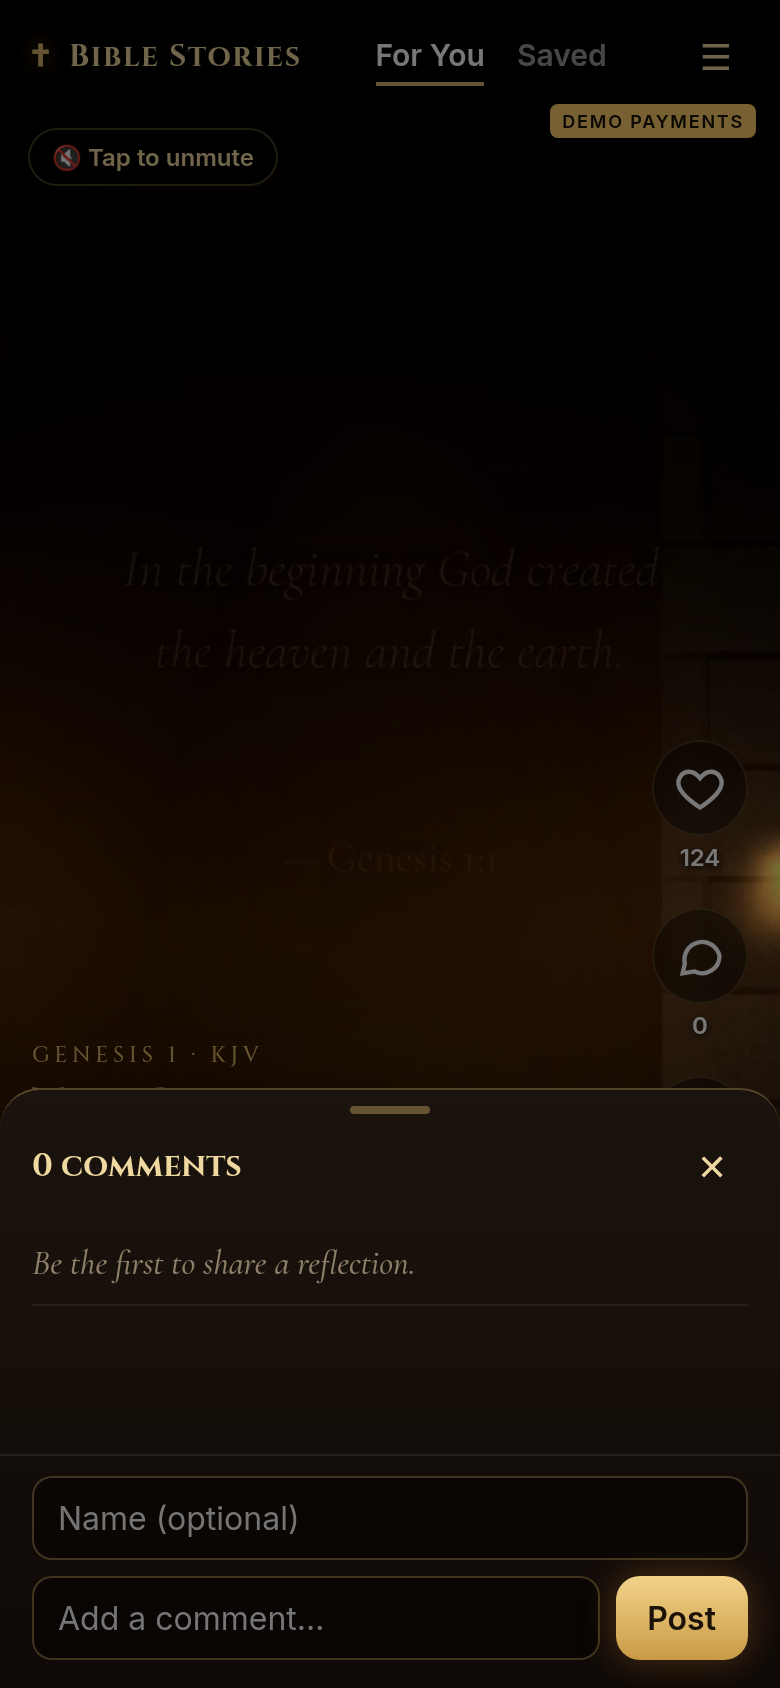 ✝ BIBLE STORIES For You Saved ☰
DEMO PAYMENTS
🔇 Tap to unmute
In the beginning God created
the heaven and the earth.
124
— Genesis 1:1
0
GENESIS 1 · KJV
0 COMMENTS ✕
Be the first to share a reflection.
Name (optional)
Add a comment... Post